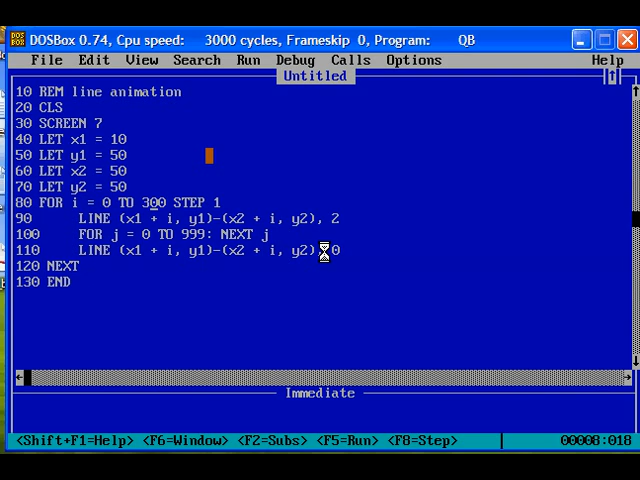 DOSBox 0.74, Cpu speed: 3000 cycles, Frameskip 0, Program: QB
File Edit View Search Run Debug Calls Options Help
Untitled
10 REM line animation
20 CLS
30 SCREEN 7
40 LET x1 = 10
50 LET y1 = 50
60 LET x2 = 50
70 LET y2 = 50
80 FOR i = 0 TO 300 STEP 1
90 LINE (x1 + i, y1)-(x2 + i, y2), 2
100 FOR j = 0 TO 999: NEXT j
110 LINE (x1 + i, y1)-(x2 + i, y2), 0
120 NEXT
130 END
Immediate
<Shift+F1=Help> <F6=Window> <F2=Subs> <F5=Run> <F8=Step> 00008:018